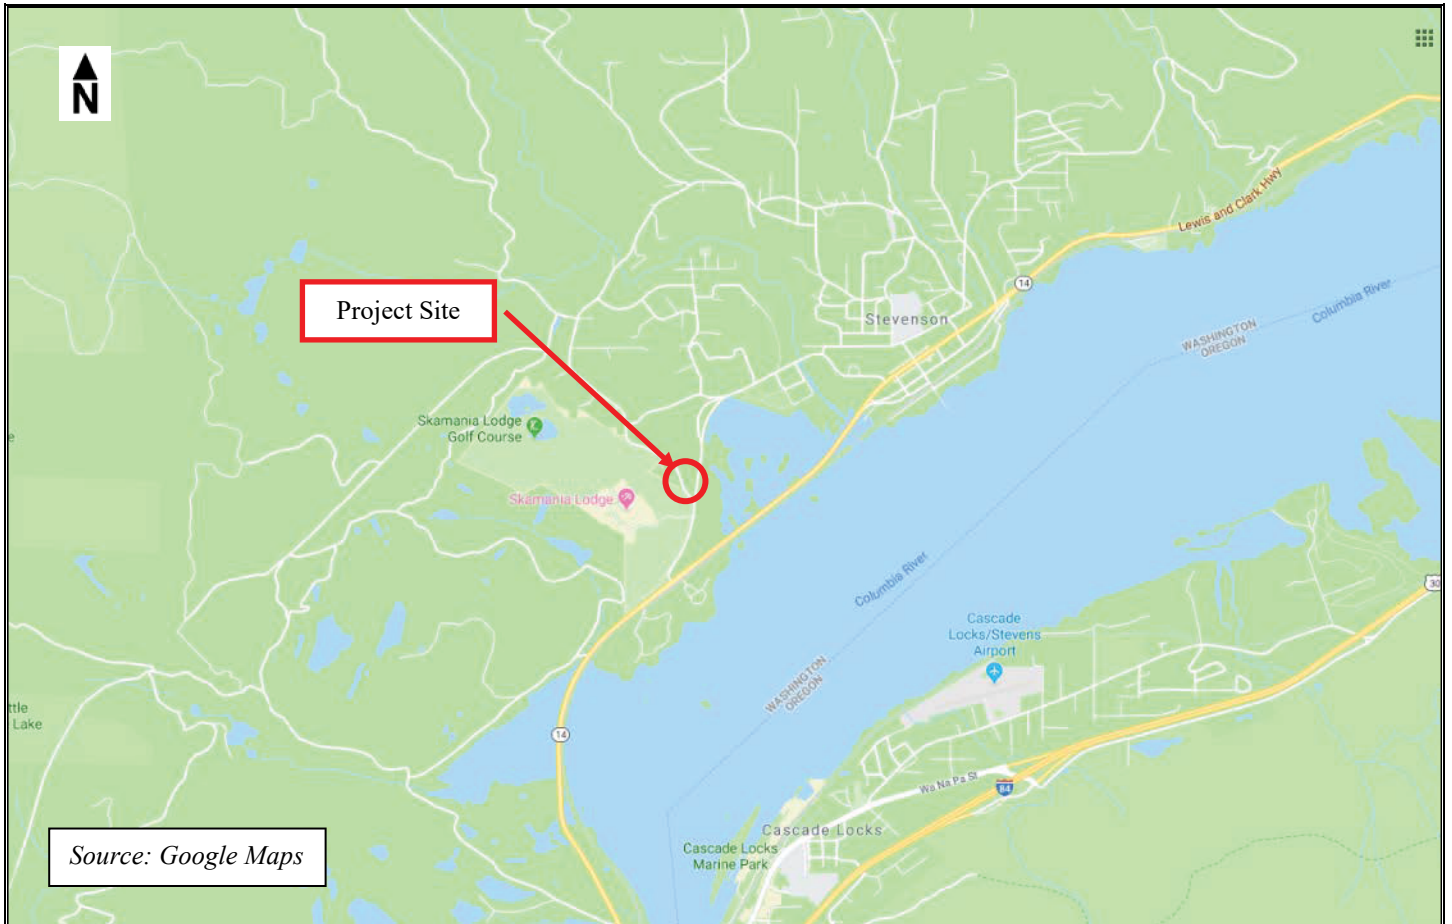 N
Lewis and Clark Hwy
14
Project Site
Stevenson
Columbia River
WASHINGTON
OREGON
Skamania Lodge
Golf Course
Skamania Lodge
Columbia River
30
Cascade
Locks/Stevens
Airport
WASHINGTON
OREGON
ttle
Lake
14
Wa Na Pa St
84
Cascade Locks
Cascade Locks
Marine Park
Source: Google Maps